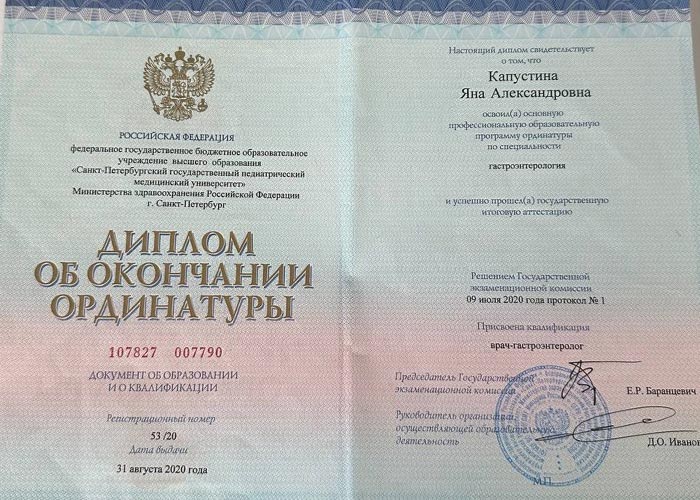 РОССИЙСКАЯ ФЕДЕРАЦИЯ
федеральное государственное бюджетное образовательное
учреждение высшего образования
«Санкт-Петербургский государственный педиатрический
медицинский университет»
Министерства здравоохранения Российской Федерации
г. Санкт-Петербург
ДИПЛОМ
ОБ ОКОНЧАНИИ
ОРДИНАТУРЫ
107827 007790
ДОКУМЕНТ ОБ ОБРАЗОВАНИИ
И О КВАЛИФИКАЦИИ
Регистрационный номер
53 /20
Дата выдачи
31 августа 2020 года
Настоящий диплом свидетельствует
о том, что
Капустина
Яна Александровна
освоил(а) основную
профессиональную образовательную
программу ординатуры
по специальности
гастроэнтерология
и успешно прошел(а) государственную
итоговую аттестацию
Решением Государственной
экзаменационной комиссии
09 июля 2020 года протокол № 1
Присвоена квалификация
врач-гастроэнтеролог
Председатель Государственной
экзаменационной комиссии
Е.Р. Баранцевич
Руководитель организации,
осуществляющей образовательную
деятельность
Д.О. Иванов
М.П.